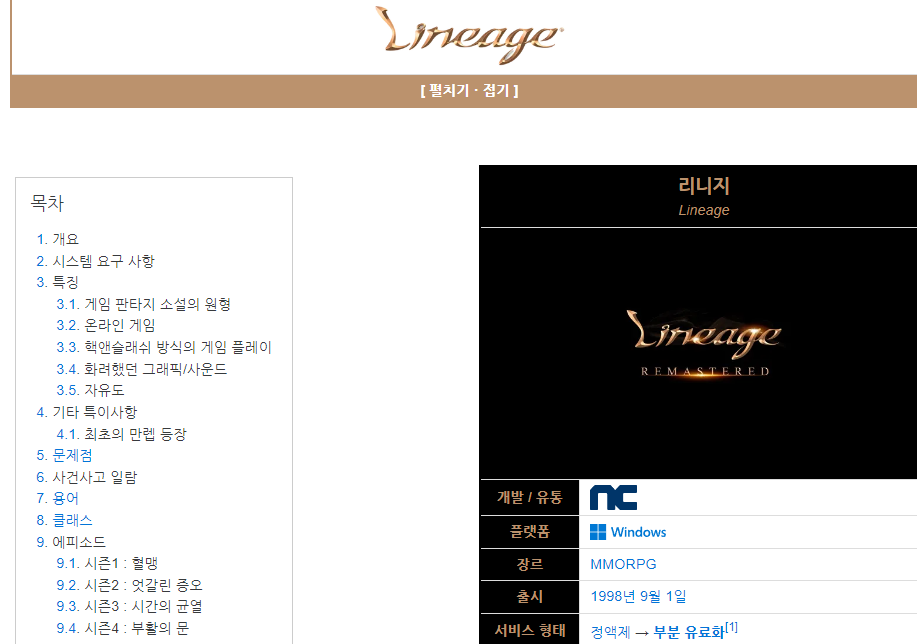 Lineage
[ 펼치기 · 접기 ]
목차
1. 개요
2. 시스템 요구 사항
3. 특징
3.1. 게임 판타지 소설의 원형
3.2. 온라인 게임
3.3. 핵앤슬래쉬 방식의 게임 플레이
3.4. 화려했던 그래픽/사운드
3.5. 자유도
4. 기타 특이사항
4.1. 최초의 만렙 등장
5. 문제점
6. 사건사고 일람
7. 용어
8. 클래스
9. 에피소드
9.1. 시즌1 : 혈맹
9.2. 시즌2 : 엇갈린 증오
9.3. 시즌3 : 시간의 균열
9.4. 시즌4 : 부활의 문
리니지
Lineage
Lineage
REMASTERED
개발 / 유통 NC
플랫폼 Windows
장르 MMORPG
출시 1998년 9월 1일
서비스 형태 정액제 → 부분 유료화[1]